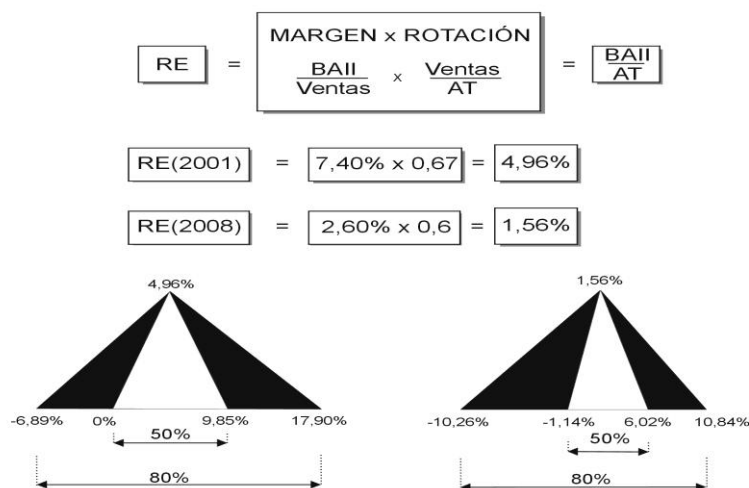 MARGEN x ROTACIÓN
RE = BAII / Ventas x Ventas / AT = BAII / AT
RE(2001) = 7,40% x 0,67 = 4,96%
RE(2008) = 2,60% x 0,6 = 1,56%
4,96%
-6,89% 0% 9,85% 17,90%
50%
80%
1,56%
-10,26% -1,14% 6,02% 10,84%
50%
80%